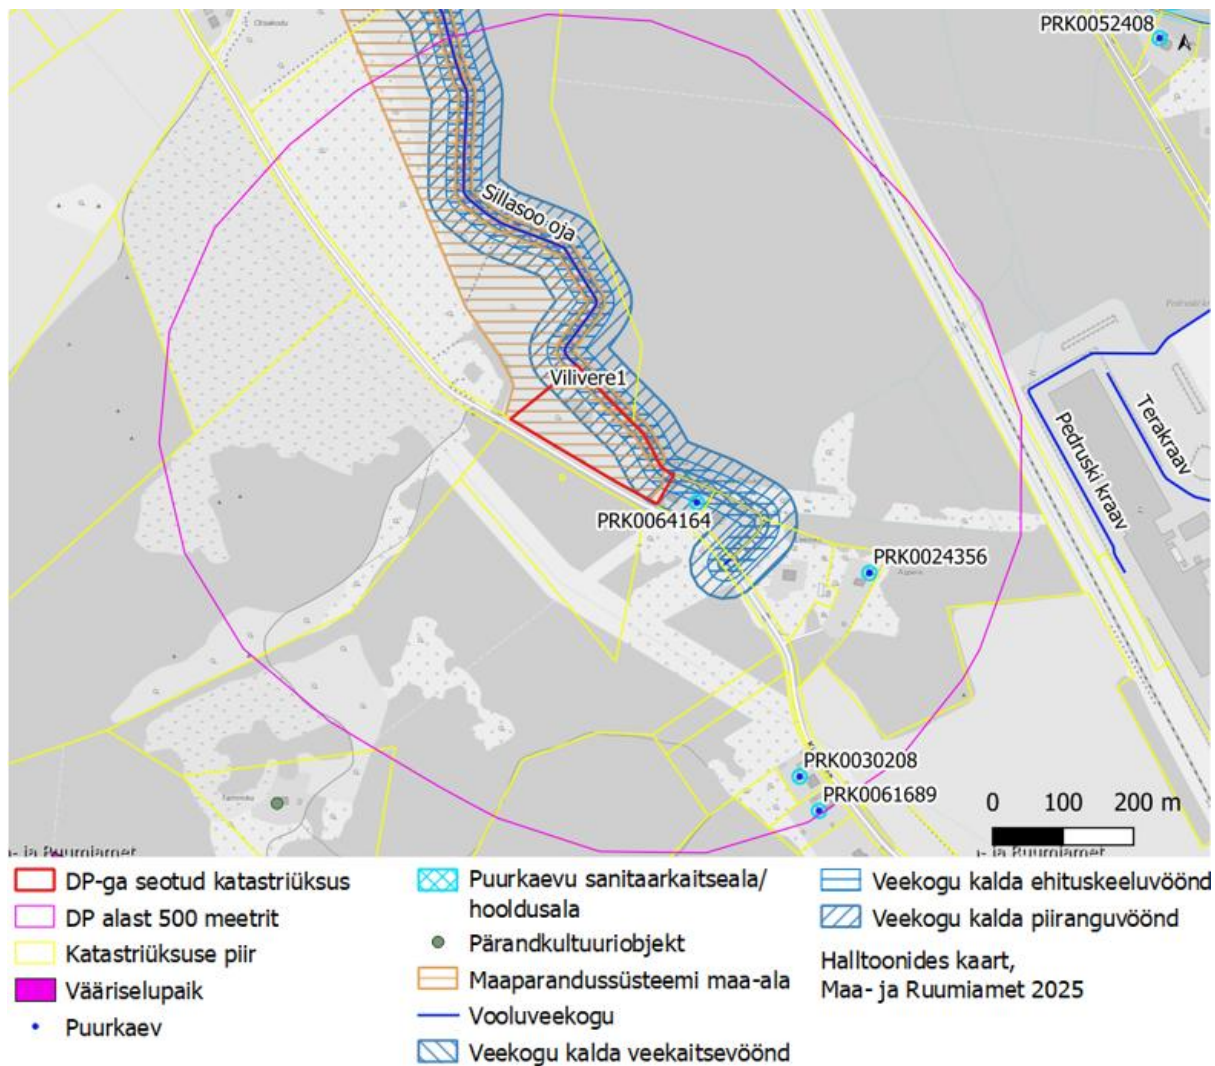 Otsakodu
PRK0052408
Sillasoo oja
Vilivere1
Terakraav
Pedruski kraav
PRK0064164
PRK0024356
PRK0030208
PRK0061689
0 100 200 m
a- ja Ruumiamet
a- ja Ruumiamet
DP-ga seotud katastriüksus
DP alast 500 meetrit
Katastriüksuse piir
Vääriselupaik
Puurkaev
Puurkaevu sanitaarkaitseala/
hooldusala
Pärandkultuuriobjekt
Maaparandussüsteemi maa-ala
Vooluveekogu
Veekogu kalda veekaitsevöönd
Veekogu kalda ehituskeeluvöönd
Veekogu kalda piiranguvöönd
Halltoonides kaart,
Maa- ja Ruumiamet 2025